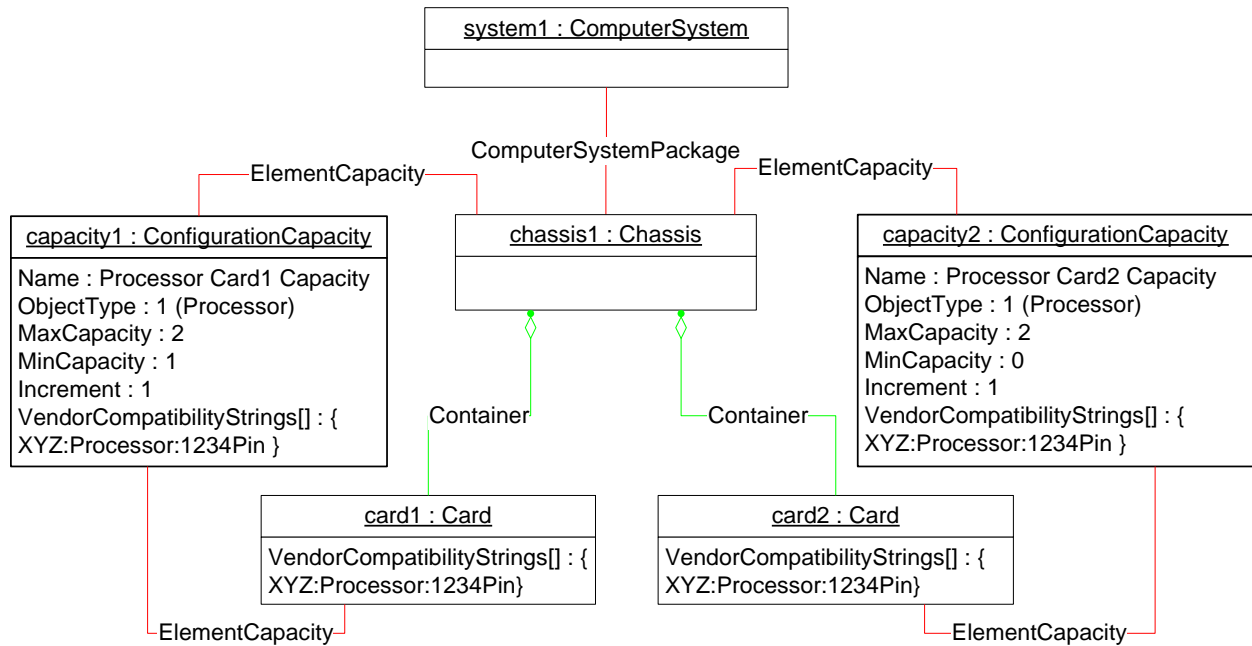 system1 : ComputerSystem
ComputerSystemPackage
ElementCapacity
ElementCapacity
capacity1 : ConfigurationCapacity
Name : Processor Card1 Capacity
ObjectType : 1 (Processor)
MaxCapacity : 2
MinCapacity : 1
Increment : 1
VendorCompatibilityStrings[] : {
XYZ:Processor:1234Pin }
chassis1 : Chassis
capacity2 : ConfigurationCapacity
Name : Processor Card2 Capacity
ObjectType : 1 (Processor)
MaxCapacity : 2
MinCapacity : 0
Increment : 1
VendorCompatibilityStrings[] : {
XYZ:Processor:1234Pin }
Container
Container
card1 : Card
VendorCompatibilityStrings[] : {
XYZ:Processor:1234Pin}
card2 : Card
VendorCompatibilityStrings[] : {
XYZ:Processor:1234Pin}
ElementCapacity
ElementCapacity